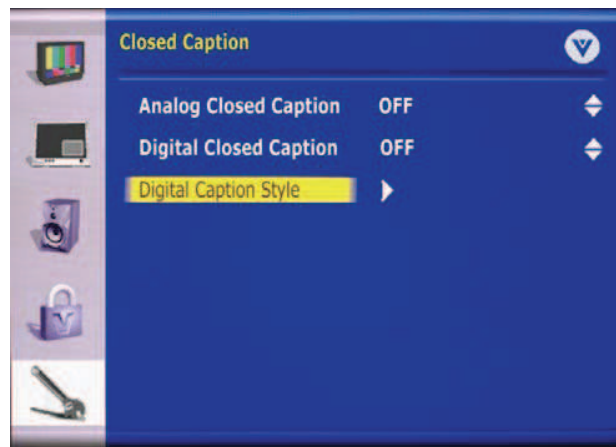 Closed Caption
Analog Closed Caption OFF
Digital Closed Caption OFF
Digital Caption Style